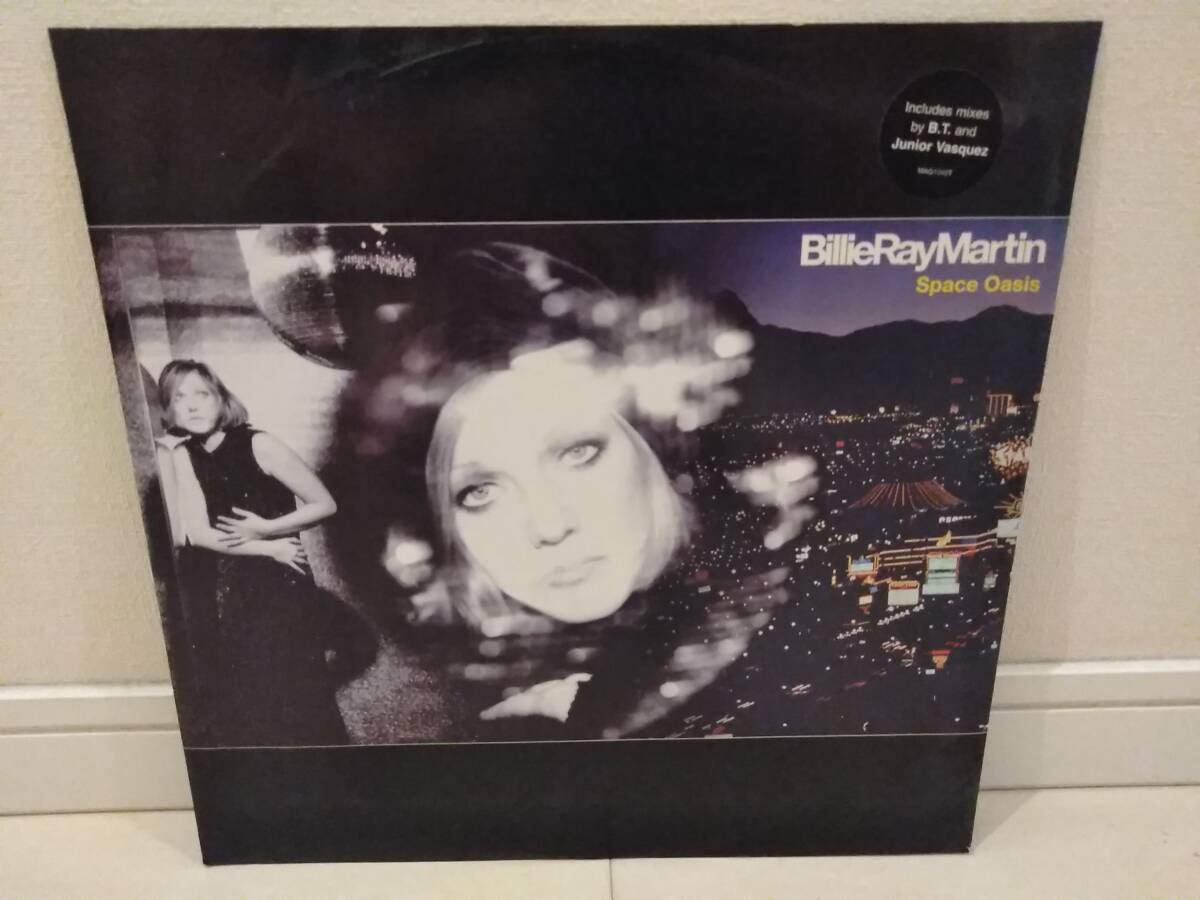 Includes mixes
by B.T. and
Junior Vasquez
BillieRayMartin
Space Oasis